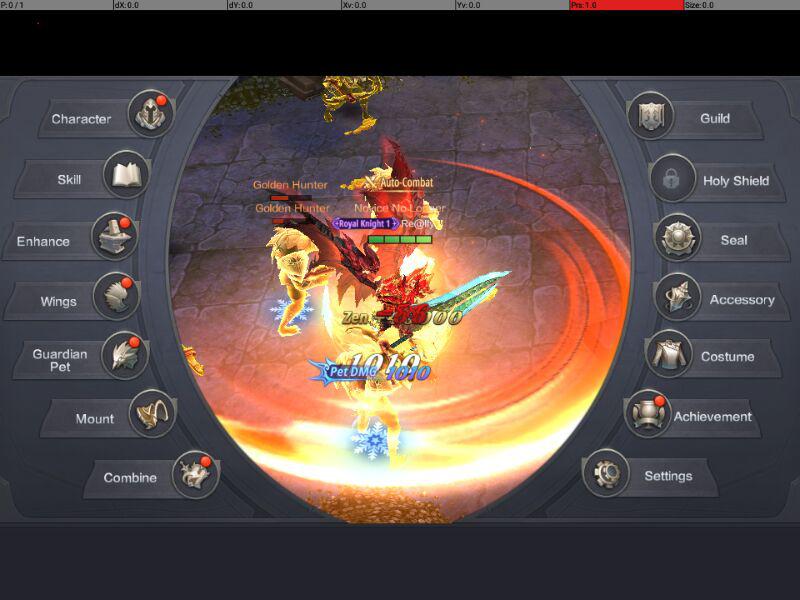 P: 0 / 1 dX: 0.0 dY: 0.0 Xv: 0.0 Yv: 0.0 Prs: 1.0 Size: 0.0
Character
Guild
Skill
Holy Shield
Golden Hunter
Auto-Combat
Golden Hunter
Royal Knight 1
Enhance
Seal
Wings
Accessory
Zen
Guardian
Pet
Costume
1010
Pet DMG 1010
Mount
Achievement
Combine
Settings